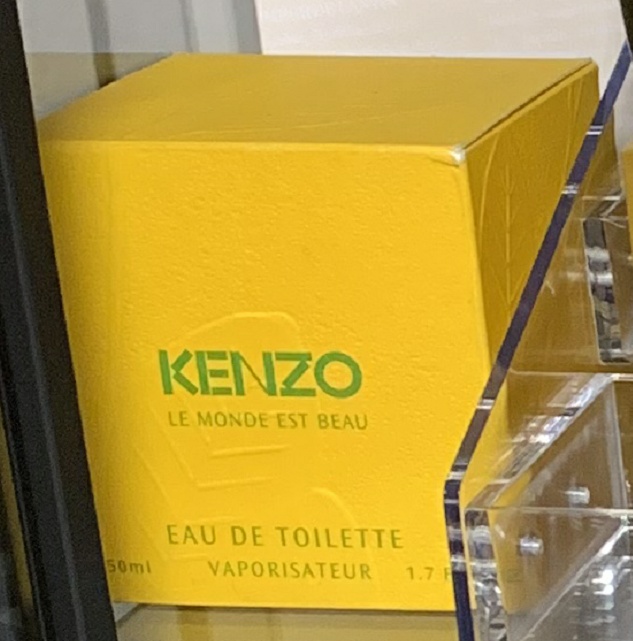 KENZO
LE MONDE EST BEAU
EAU DE TOILETTE
50ml VAPORISATEUR 1.7